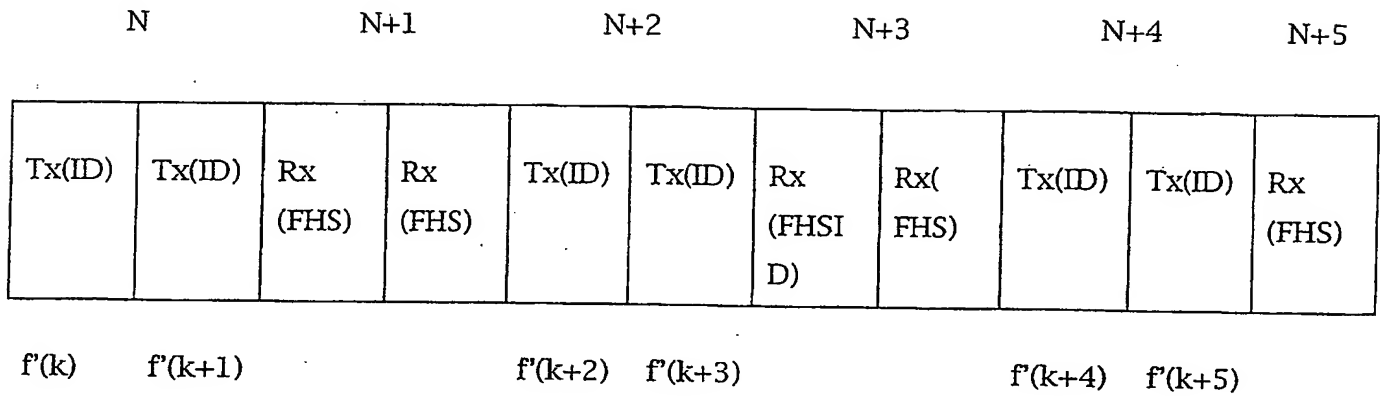 N N+1 N+2 N+3 N+4 N+5
Tx(ID) Tx(ID) Rx Rx Tx(ID) Tx(ID) Rx Rx( Tx(ID) Tx(ID) Rx
(FHS) (FHS) (FHSI FHS) (FHS)
D)
f'(k) f'(k+1) f'(k+2) f'(k+3) f'(k+4) f'(k+5)